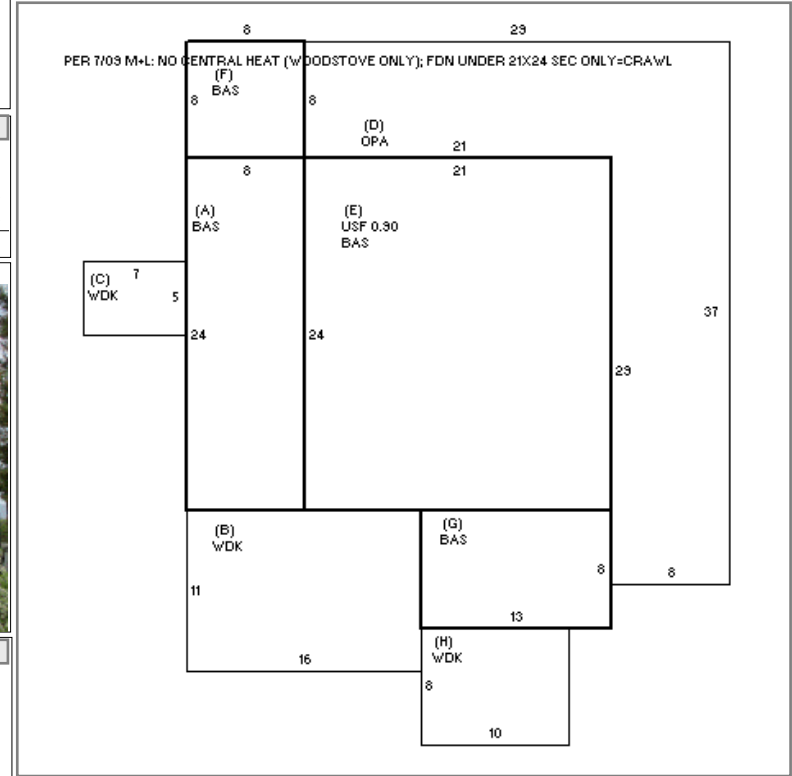 8
29
PER 7/09 M+L: NO CENTRAL HEAT (WOODSTOVE ONLY); FDN UNDER 21X24 SEC ONLY=CRAWL
(F)
BAS
8
8
(D)
OPA
21
8
21
(A)
BAS
(E)
USF 0.90
BAS
(C)
WDK
7
5
37
24
24
29
(B)
WDK
(G)
BAS
8
8
11
13
16
(H)
WDK
8
10